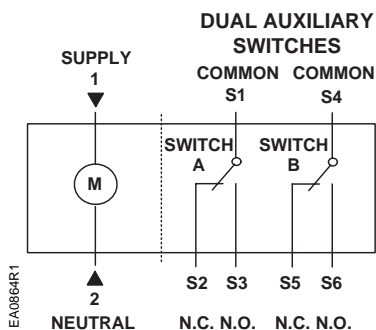 DUAL AUXILIARY
SWITCHES
SUPPLY
1
COMMON COMMON
S1 S4
SWITCH
A
SWITCH
B
M
2
NEUTRAL
S2 S3 S5 S6
N.C. N.O. N.C. N.O.
EA0864R1